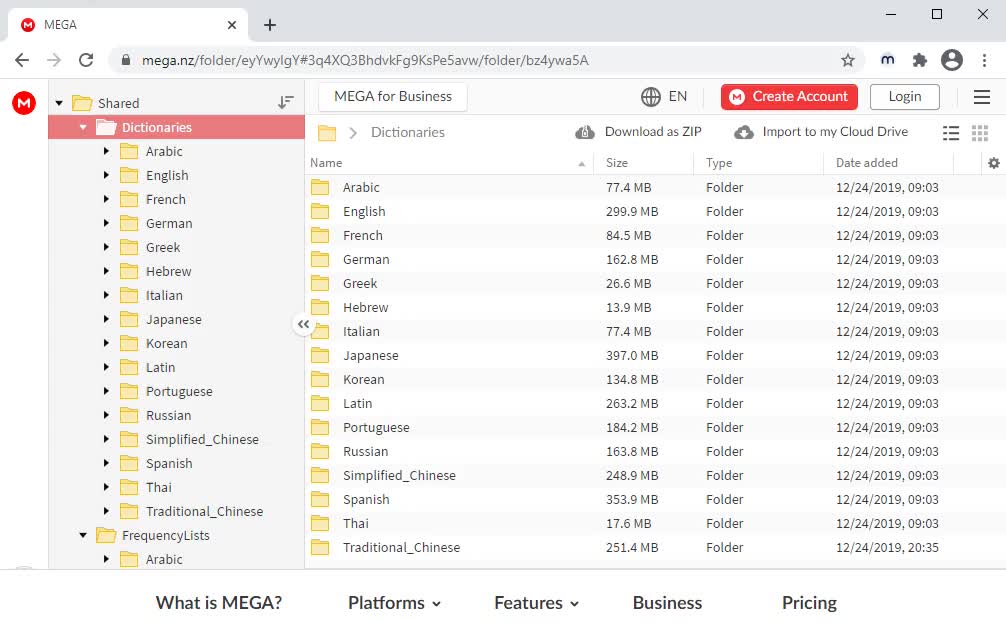 MEGA
mega.nz/folder/eyYwylgY#3q4XQ3BhdvkFg9KsPe5avw/folder/bz4ywa5A
m
M
Shared
MEGA for Business
EN
M Create Account
Login
Dictionaries
Dictionaries
Download as ZIP
Import to my Cloud Drive
Arabic
English
French
German
Greek
Hebrew
Italian
Japanese
Korean
Latin
Portuguese
Russian
Simplified_Chinese
Spanish
Thai
Traditional_Chinese
FrequencyLists
Arabic
Name Size Type Date added
Arabic 77.4 MB Folder 12/24/2019, 09:03
English 299.9 MB Folder 12/24/2019, 09:03
French 84.5 MB Folder 12/24/2019, 09:03
German 162.8 MB Folder 12/24/2019, 09:03
Greek 26.6 MB Folder 12/24/2019, 09:03
Hebrew 13.9 MB Folder 12/24/2019, 09:03
Italian 77.4 MB Folder 12/24/2019, 09:03
Japanese 397.0 MB Folder 12/24/2019, 09:03
Korean 134.8 MB Folder 12/24/2019, 09:03
Latin 263.2 MB Folder 12/24/2019, 09:03
Portuguese 184.2 MB Folder 12/24/2019, 09:03
Russian 163.8 MB Folder 12/24/2019, 09:03
Simplified_Chinese 248.9 MB Folder 12/24/2019, 09:03
Spanish 353.9 MB Folder 12/24/2019, 09:03
Thai 17.6 MB Folder 12/24/2019, 09:03
Traditional_Chinese 251.4 MB Folder 12/24/2019, 20:35
What is MEGA? Platforms Features Business Pricing